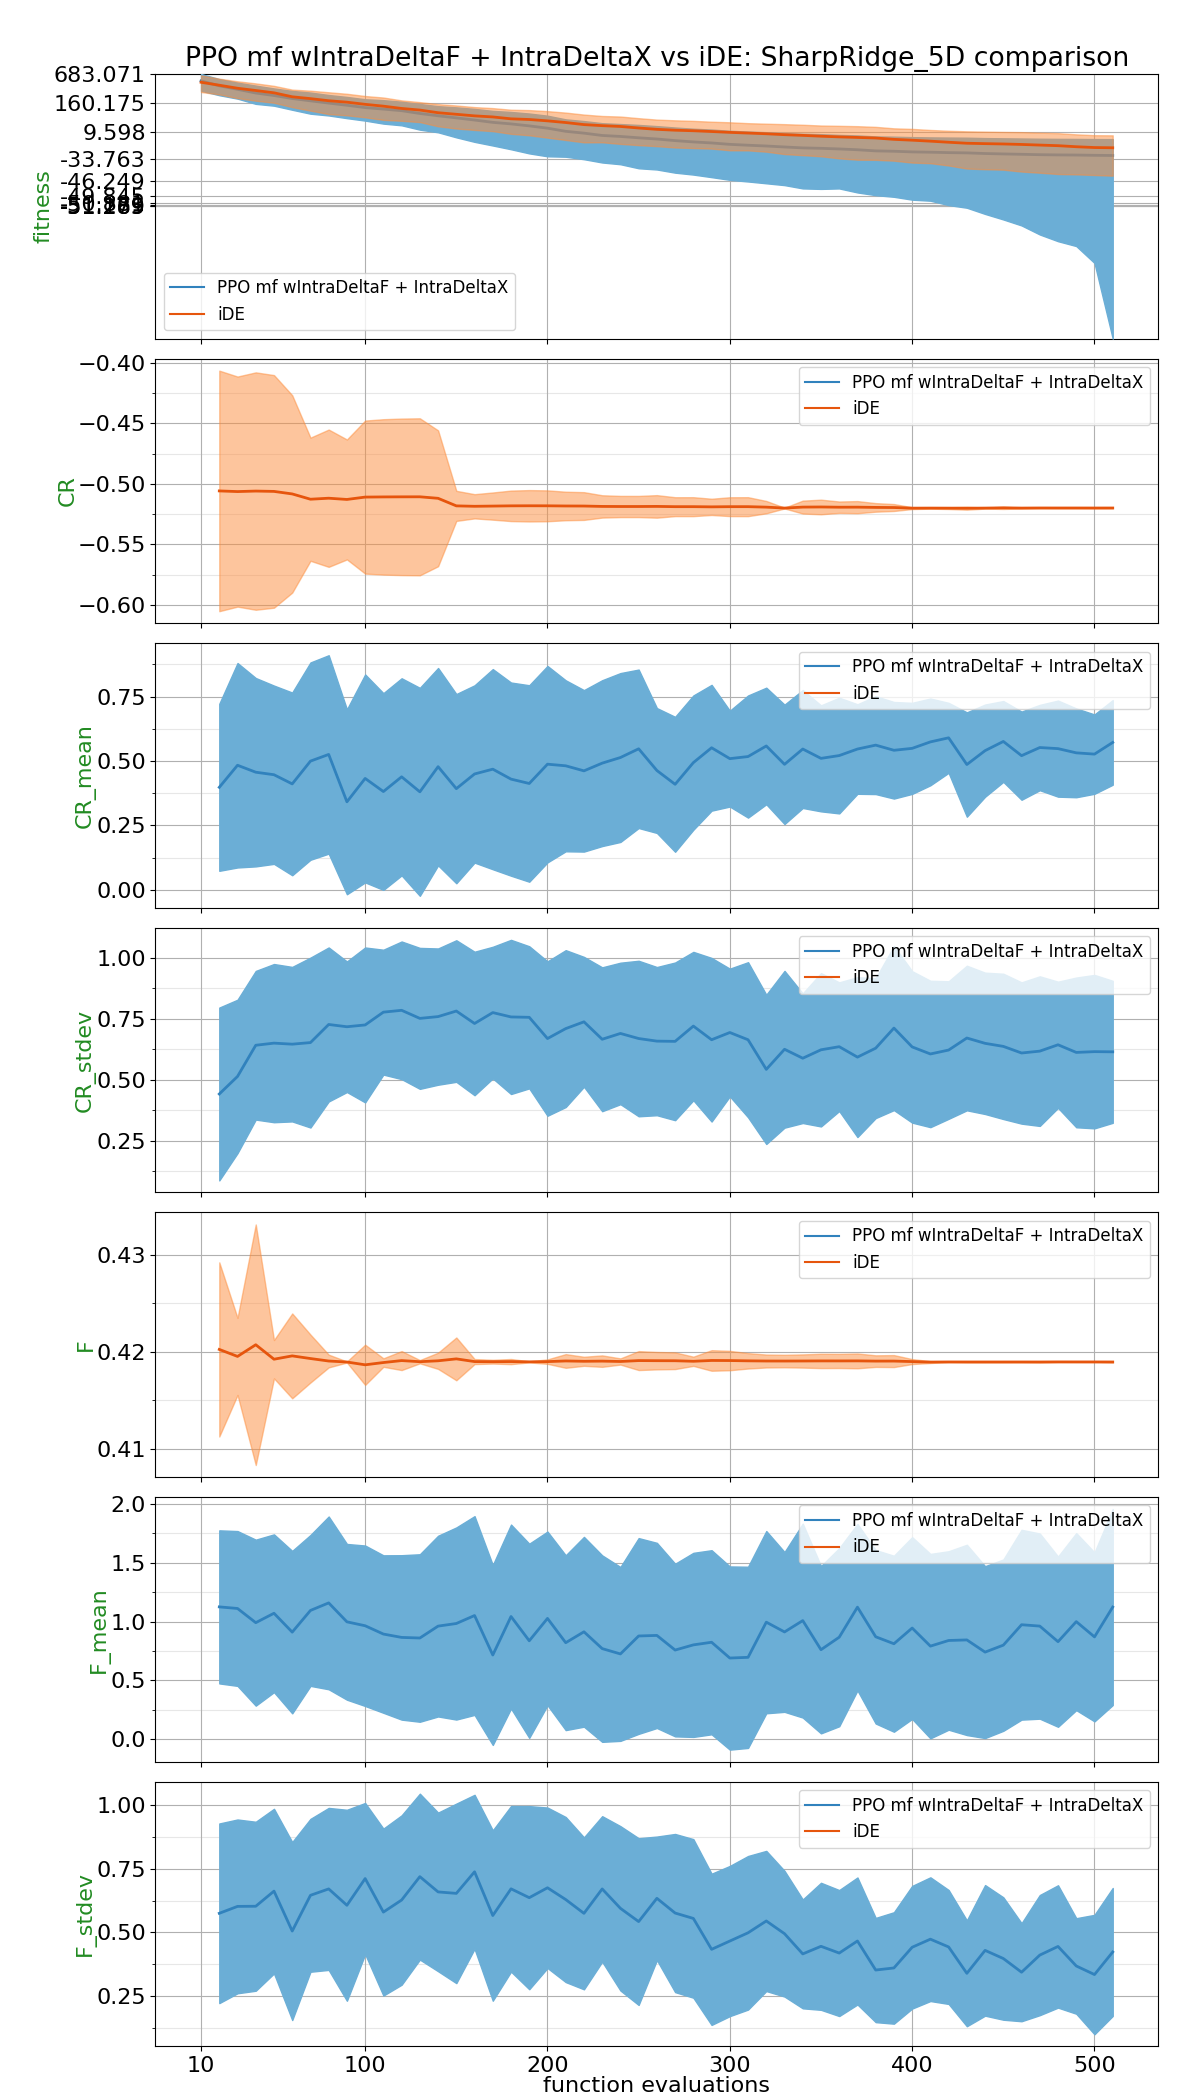 PPO mf wIntraDeltaF + IntraDeltaX vs iDE: SharpRidge_5D comparison
683.071
160.175
9.598
-33.763
-46.249
-49.845
fitness
PPO mf wIntraDeltaF + IntraDeltaX
iDE
−0.40
−0.45
−0.50
−0.55
−0.60
CR
PPO mf wIntraDeltaF + IntraDeltaX
iDE
0.75
0.50
0.25
0.00
CR_mean
PPO mf wIntraDeltaF + IntraDeltaX
iDE
1.00
0.75
0.50
0.25
CR_stdev
PPO mf wIntraDeltaF + IntraDeltaX
iDE
0.43
0.42
0.41
F
PPO mf wIntraDeltaF + IntraDeltaX
iDE
2.0
1.5
1.0
0.5
0.0
F_mean
PPO mf wIntraDeltaF + IntraDeltaX
iDE
1.00
0.75
0.50
0.25
F_stdev
PPO mf wIntraDeltaF + IntraDeltaX
iDE
10 100 200 300 400 500
function evaluations